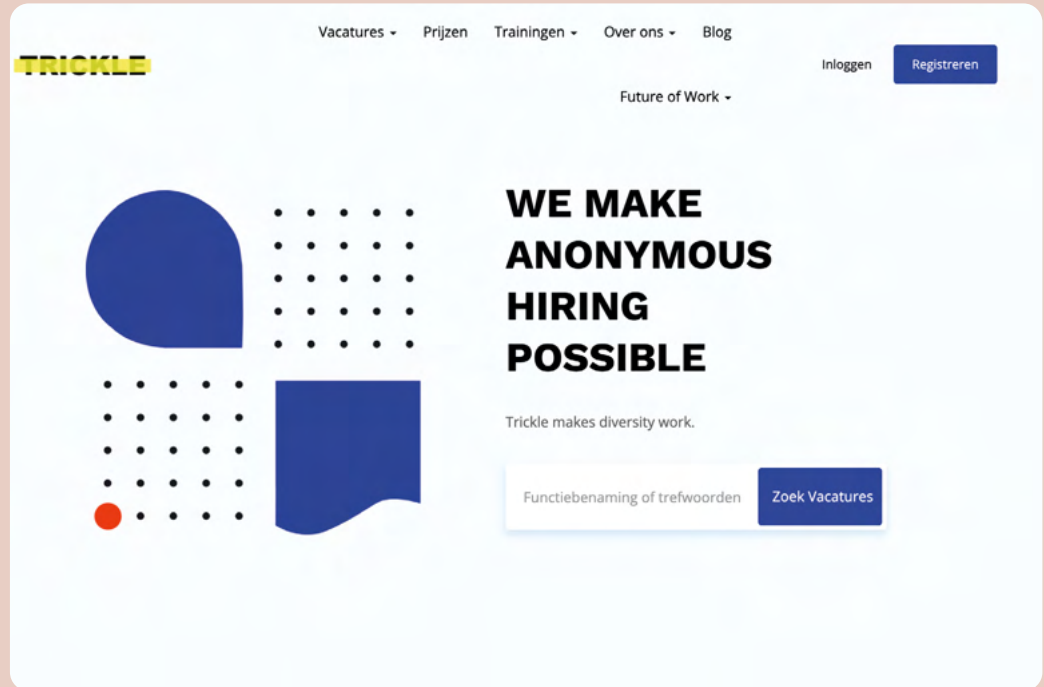 Vacatures Prijzen Trainingen Over ons Blog
TRICKLE
Inloggen Registreren
Future of Work
WE MAKE
ANONYMOUS
HIRING
POSSIBLE
Trickle makes diversity work.
Functiebenaming of trefwoorden Zoek Vacatures